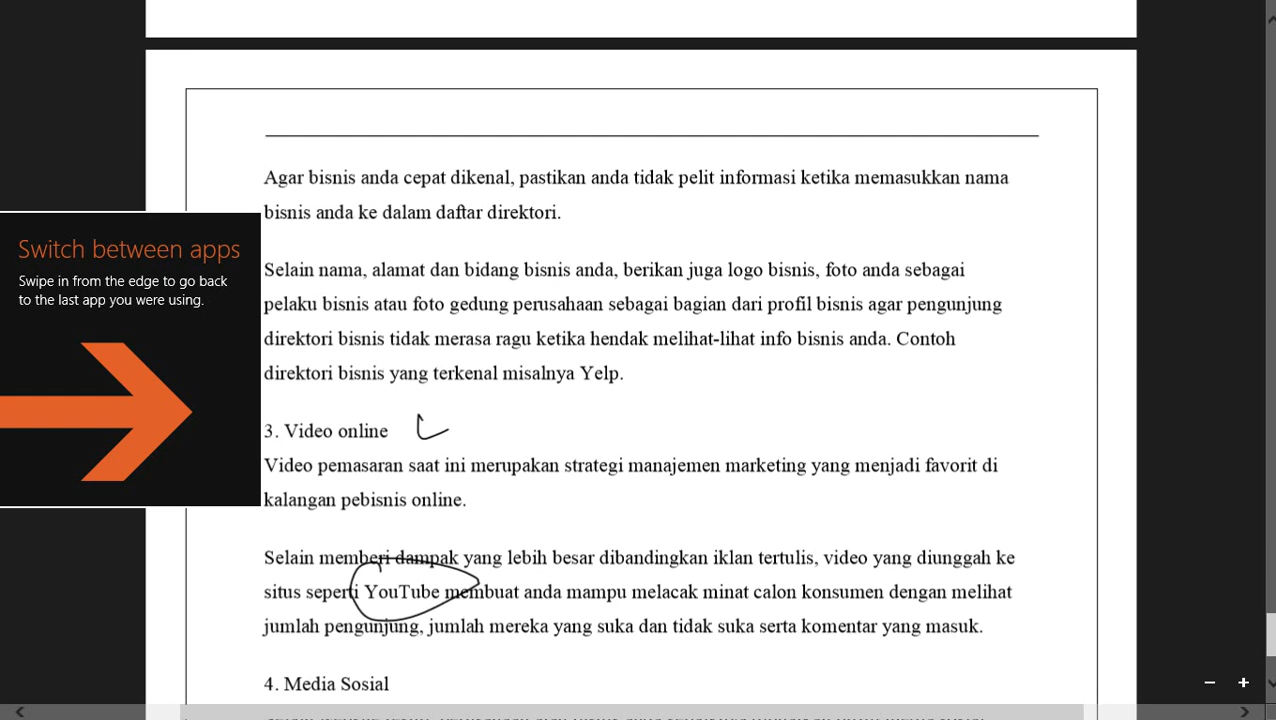 Agar bisnis anda cepat dikenal, pastikan anda tidak pelit informasi ketika memasukkan nama
bisnis anda ke dalam daftar direktori.
Switch between apps
Swipe in from the edge to go back
to the last app you were using.
Selain nama, alamat dan bidang bisnis anda, berikan juga logo bisnis, foto anda sebagai
pelaku bisnis atau foto gedung perusahaan sebagai bagian dari profil bisnis agar pengunjung
direktori bisnis tidak merasa ragu ketika hendak melihat-lihat info bisnis anda. Contoh
direktori bisnis yang terkenal misalnya Yelp.
3. Video online
Video pemasaran saat ini merupakan strategi manajemen marketing yang menjadi favorit di
kalangan pebisnis online.
Selain memberi dampak yang lebih besar dibandingkan iklan tertulis, video yang diunggah ke
situs seperti YouTube membuat anda mampu melacak minat calon konsumen dengan melihat
jumlah pengunjung, jumlah mereka yang suka dan tidak suka serta komentar yang masuk.
4. Media Sosial